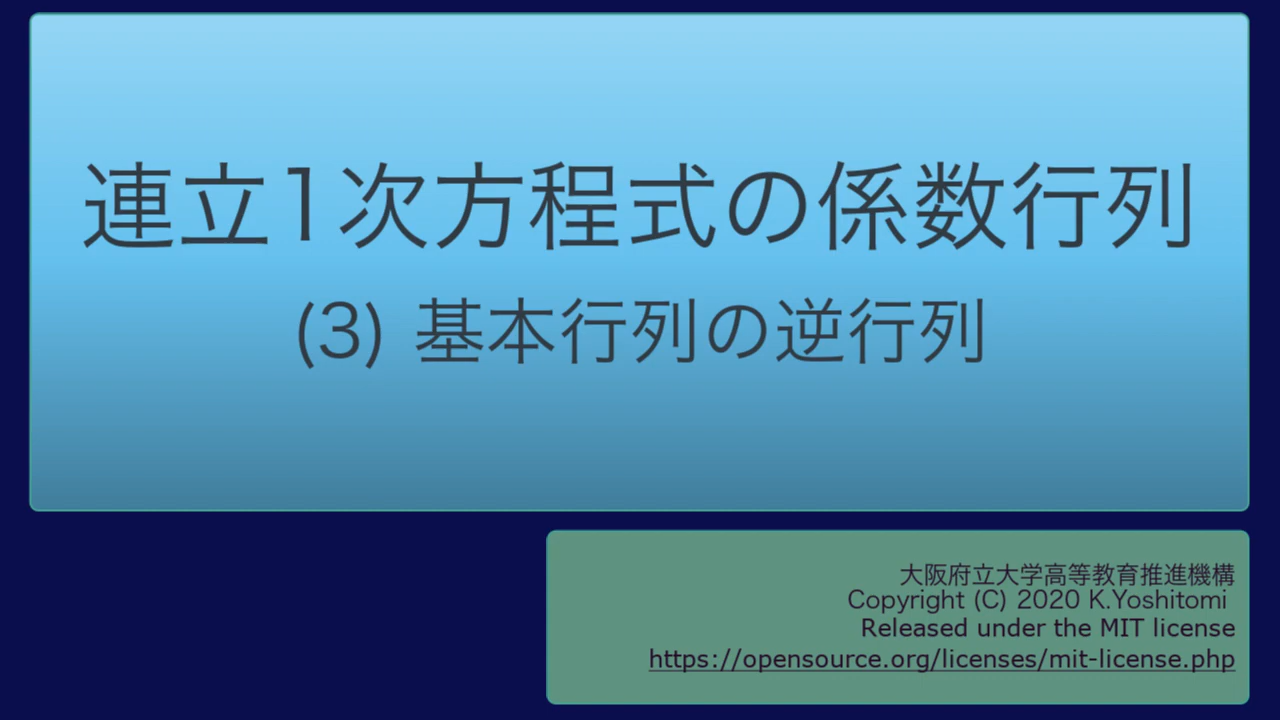 連立1次方程式の係数行列
(3) 基本行列の逆行列
大阪府立大学高等教育推進機構
Copyright (C) 2020 K.Yoshitomi
Released under the MIT license
https://opensource.org/licenses/mit-license.php